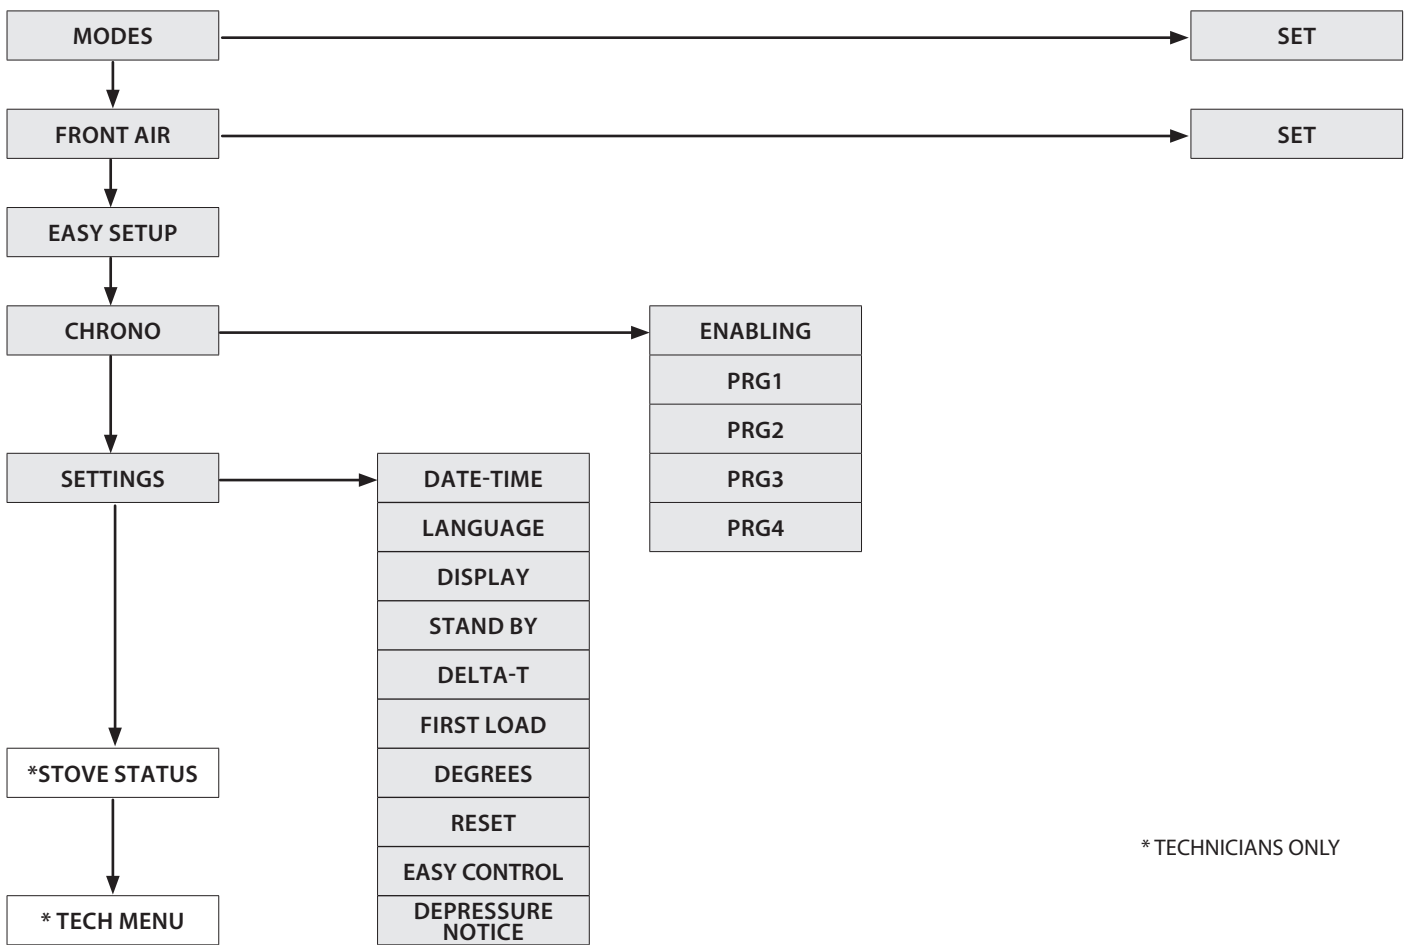 MODES
SET
FRONT AIR
SET
EASY SETUP
CHRONO
ENABLING
PRG1
PRG2
PRG3
PRG4
SETTINGS
DATE-TIME
LANGUAGE
DISPLAY
STAND BY
DELTA-T
FIRST LOAD
DEGREES
RESET
EASY CONTROL
DEPRESSURE
NOTICE
*STOVE STATUS
* TECH MENU
* TECHNICIANS ONLY